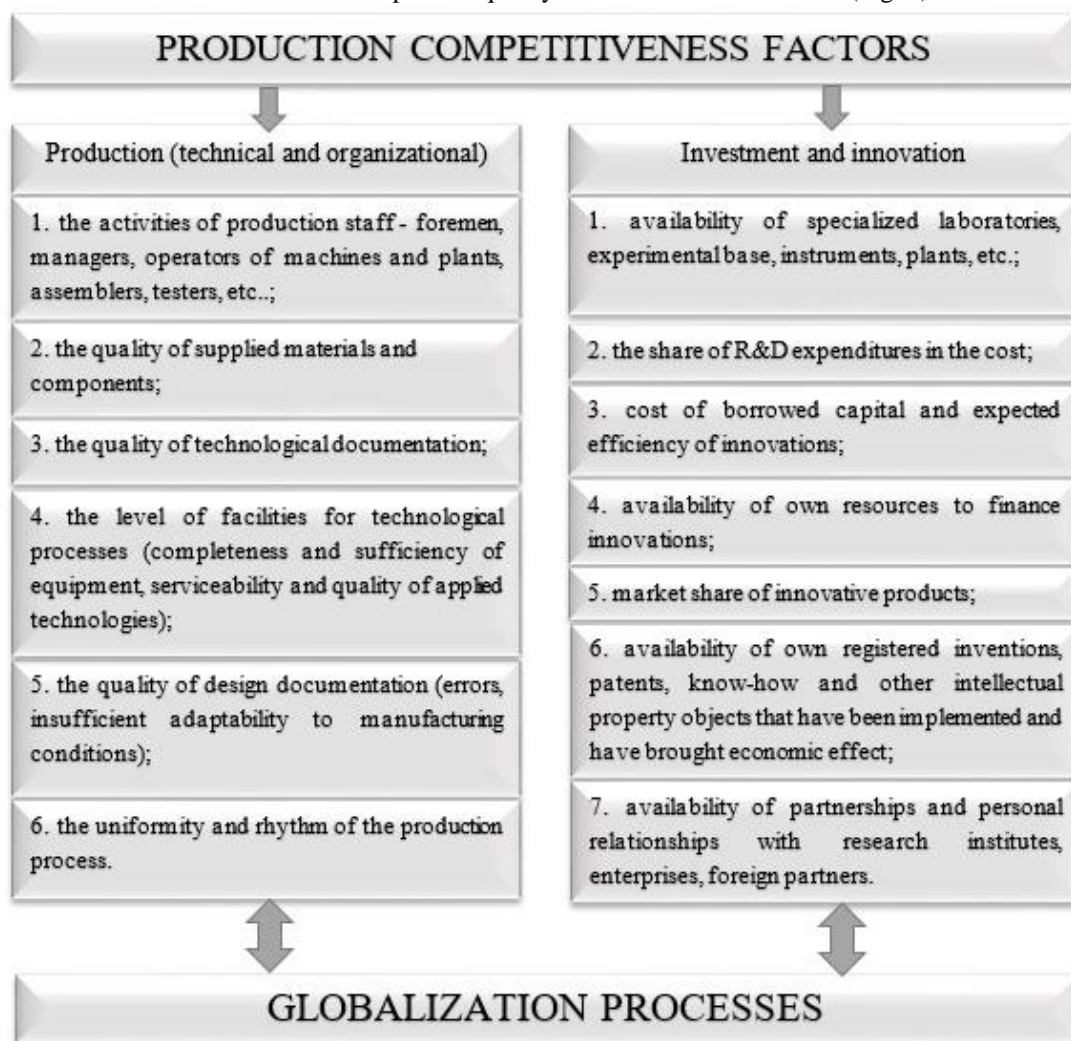 PRODUCTION COMPETITIVENESS FACTORS
Production (technical and organizational)
1. the activities of production staff - foremen,
managers, operators of machines and plants,
assemblers, testers, etc..;
2. the quality of supplied materials and
components;
3. the quality of technological documentation;
4. the level of facilities for technological
processes (completeness and sufficiency of
equipment, serviceability and quality of applied
technologies);
5. the quality of design documentation (errors,
insufficient adaptability to manufacturing
conditions);
6. the uniformity and rhythm of the production
process.
Investment and innovation
1. availability of specialized laboratories,
experimental base, instruments, plants, etc.;
2. the share of R&D expenditures in the cost;
3. cost of borrowed capital and expected
efficiency of innovations;
4. availability of own resources to finance
innovations;
5. market share of innovative products;
6. availability of own registered inventions,
patents, know-how and other intellectual
property objects that have been implemented and
have brought economic effect;
7. availability of partnerships and personal
relationships with research institutes,
enterprises, foreign partners.
GLOBALIZATION PROCESSES